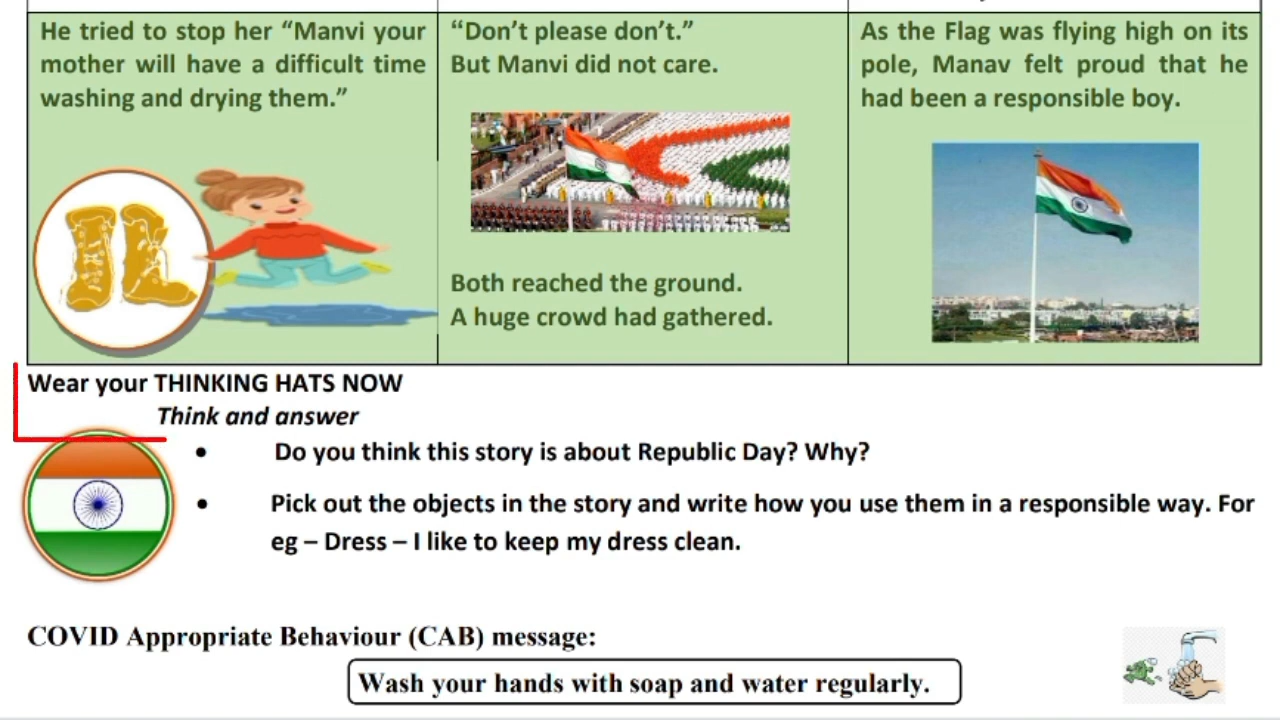 He tried to stop her “Manvi your
mother will have a difficult time
washing and drying them.”
“Don’t please don’t.”
But Manvi did not care.
Both reached the ground.
A huge crowd had gathered.
As the Flag was flying high on its
pole, Manav felt proud that he
had been a responsible boy.
Wear your THINKING HATS NOW
Think and answer
• Do you think this story is about Republic Day? Why?
• Pick out the objects in the story and write how you use them in a responsible way. For
eg – Dress – I like to keep my dress clean.
COVID Appropriate Behaviour (CAB) message:
Wash your hands with soap and water regularly.